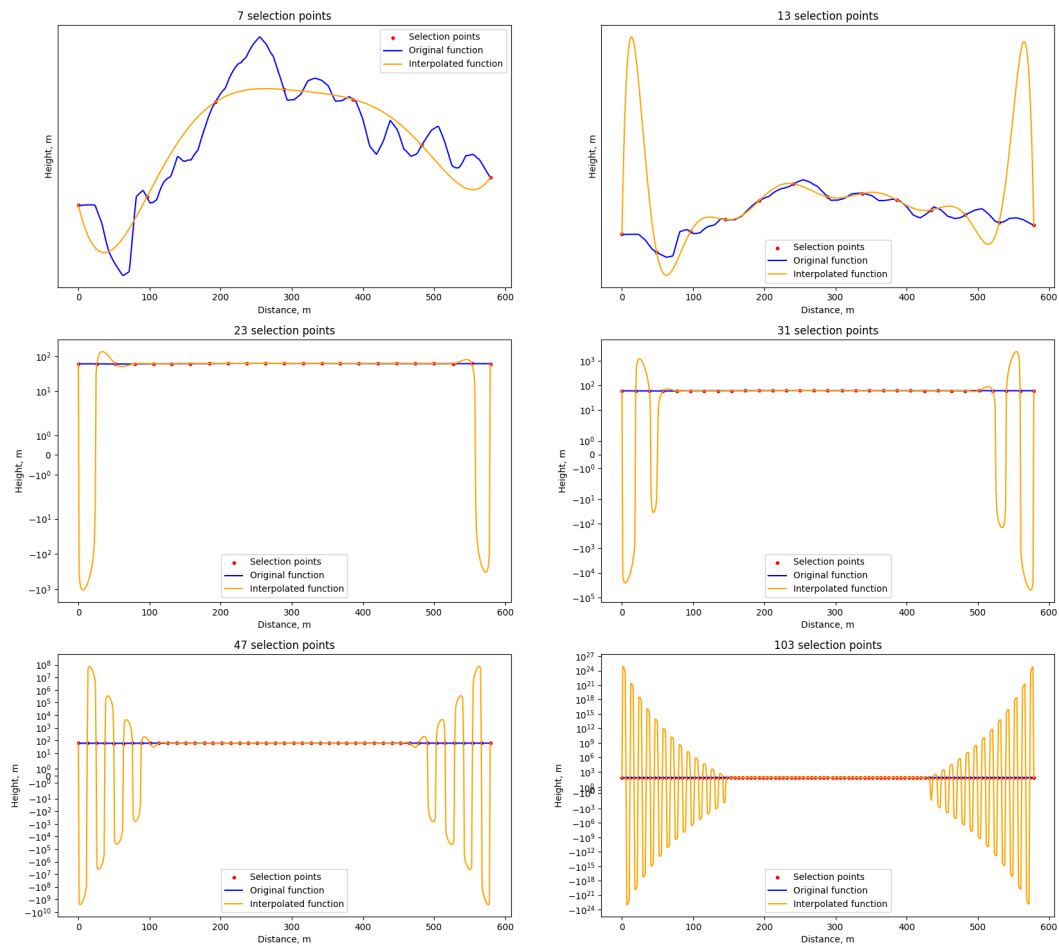 7 selection points
Height, m
Selection points
Original function
Interpolated function
0 100 200 300 400 500 600
Distance, m
13 selection points
Height, m
Selection points
Original function
Interpolated function
0 100 200 300 400 500 600
Distance, m
23 selection points
Height, m
10²
10¹
10⁰
0
−10⁰
−10¹
−10²
−10³
Selection points
Original function
Interpolated function
0 100 200 300 400 500 600
Distance, m
31 selection points
Height, m
10³
10²
10¹
10⁰
0
−10⁰
−10¹
−10²
−10³
−10⁴
−10⁵
Selection points
Original function
Interpolated function
0 100 200 300 400 500 600
Distance, m
47 selection points
Height, m
10⁸
10⁷
10⁶
10⁵
10⁴
10³
10²
10¹
10⁰
0
−10⁰
−10¹
−10²
−10³
−10⁴
−10⁵
−10⁶
−10⁷
−10⁸
−10⁹
−10¹⁰
Selection points
Original function
Interpolated function
0 100 200 300 400 500 600
Distance, m
103 selection points
Height, m
10²⁷
10²⁴
10²¹
10¹⁸
10¹⁵
10¹²
10⁹
10⁶
10³
10⁰
−10⁰
−10³
−10⁶
−10⁹
−10¹²
−10¹⁵
−10¹⁸
−10²¹
−10²⁴
Selection points
Original function
Interpolated function
0 100 200 300 400 500 600
Distance, m